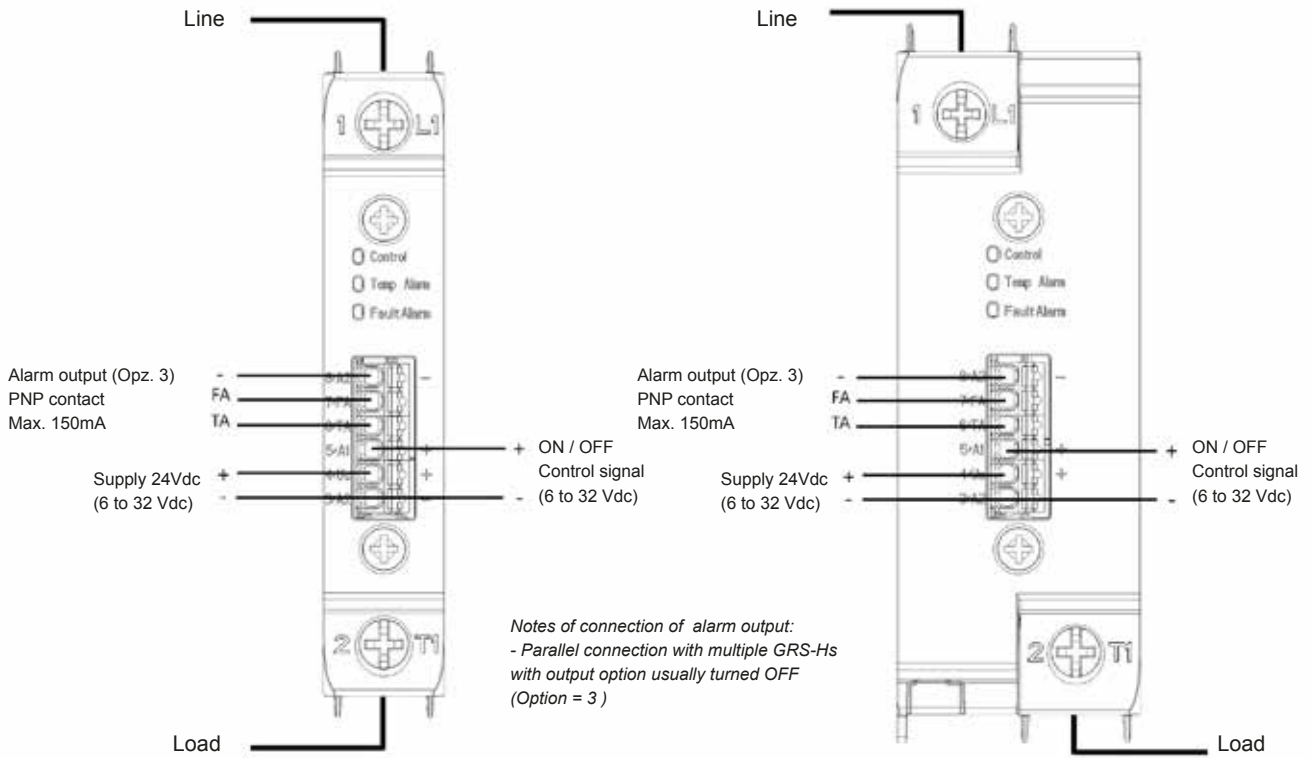 Line
1
L1
Control
Temp Alarm
Fault Alarm
Alarm output (Opz. 3)
PNP contact
Max. 150mA
-
FA
TA
Supply 24Vdc
(6 to 32 Vdc)
+
-
5•A1
-
+
+
+ ON / OFF
Control signal
- (6 to 32 Vdc)
2
T1
Load
Notes of connection of alarm output:
- Parallel connection with multiple GRS-Hs
with output option usually turned OFF
(Option = 3 )
Line
1
L1
Control
Temp Alarm
Fault Alarm
Alarm output (Opz. 3)
PNP contact
Max. 150mA
-
FA
TA
Supply 24Vdc
(6 to 32 Vdc)
+
-
5•A1
-
+
+
+ ON / OFF
Control signal
- (6 to 32 Vdc)
2
T1
Load